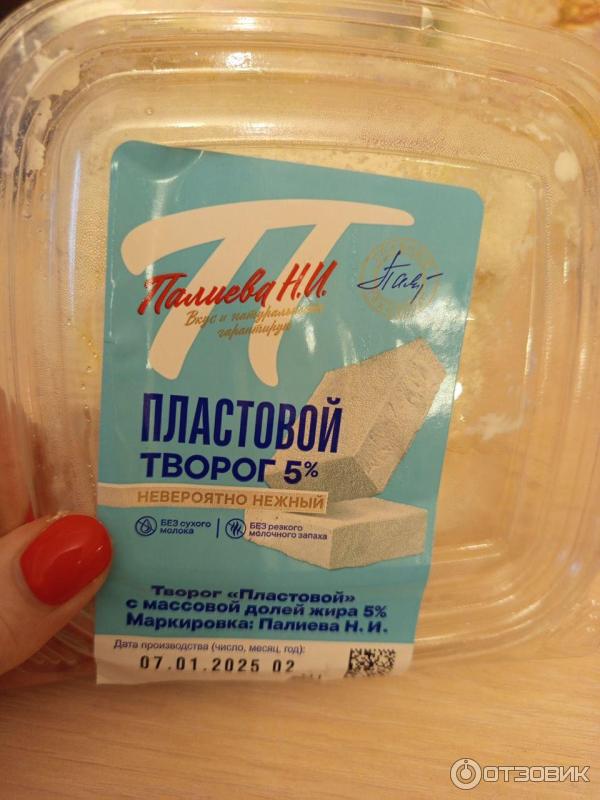 Палиева Н.И.
Вкус и натуральность
гарантирую
ПЛАСТОВОЙ
ТВОРОГ 5%
НЕВЕРОЯТНО НЕЖНЫЙ
БЕЗ сухого
молока
БЕЗ резкого
молочного запаха
Творог «Пластовой»
с массовой долей жира 5%
Маркировка: Палиева Н. И.
Дата производства (число, месяц, год):
07.01.2025 02
ОТЗОВИК